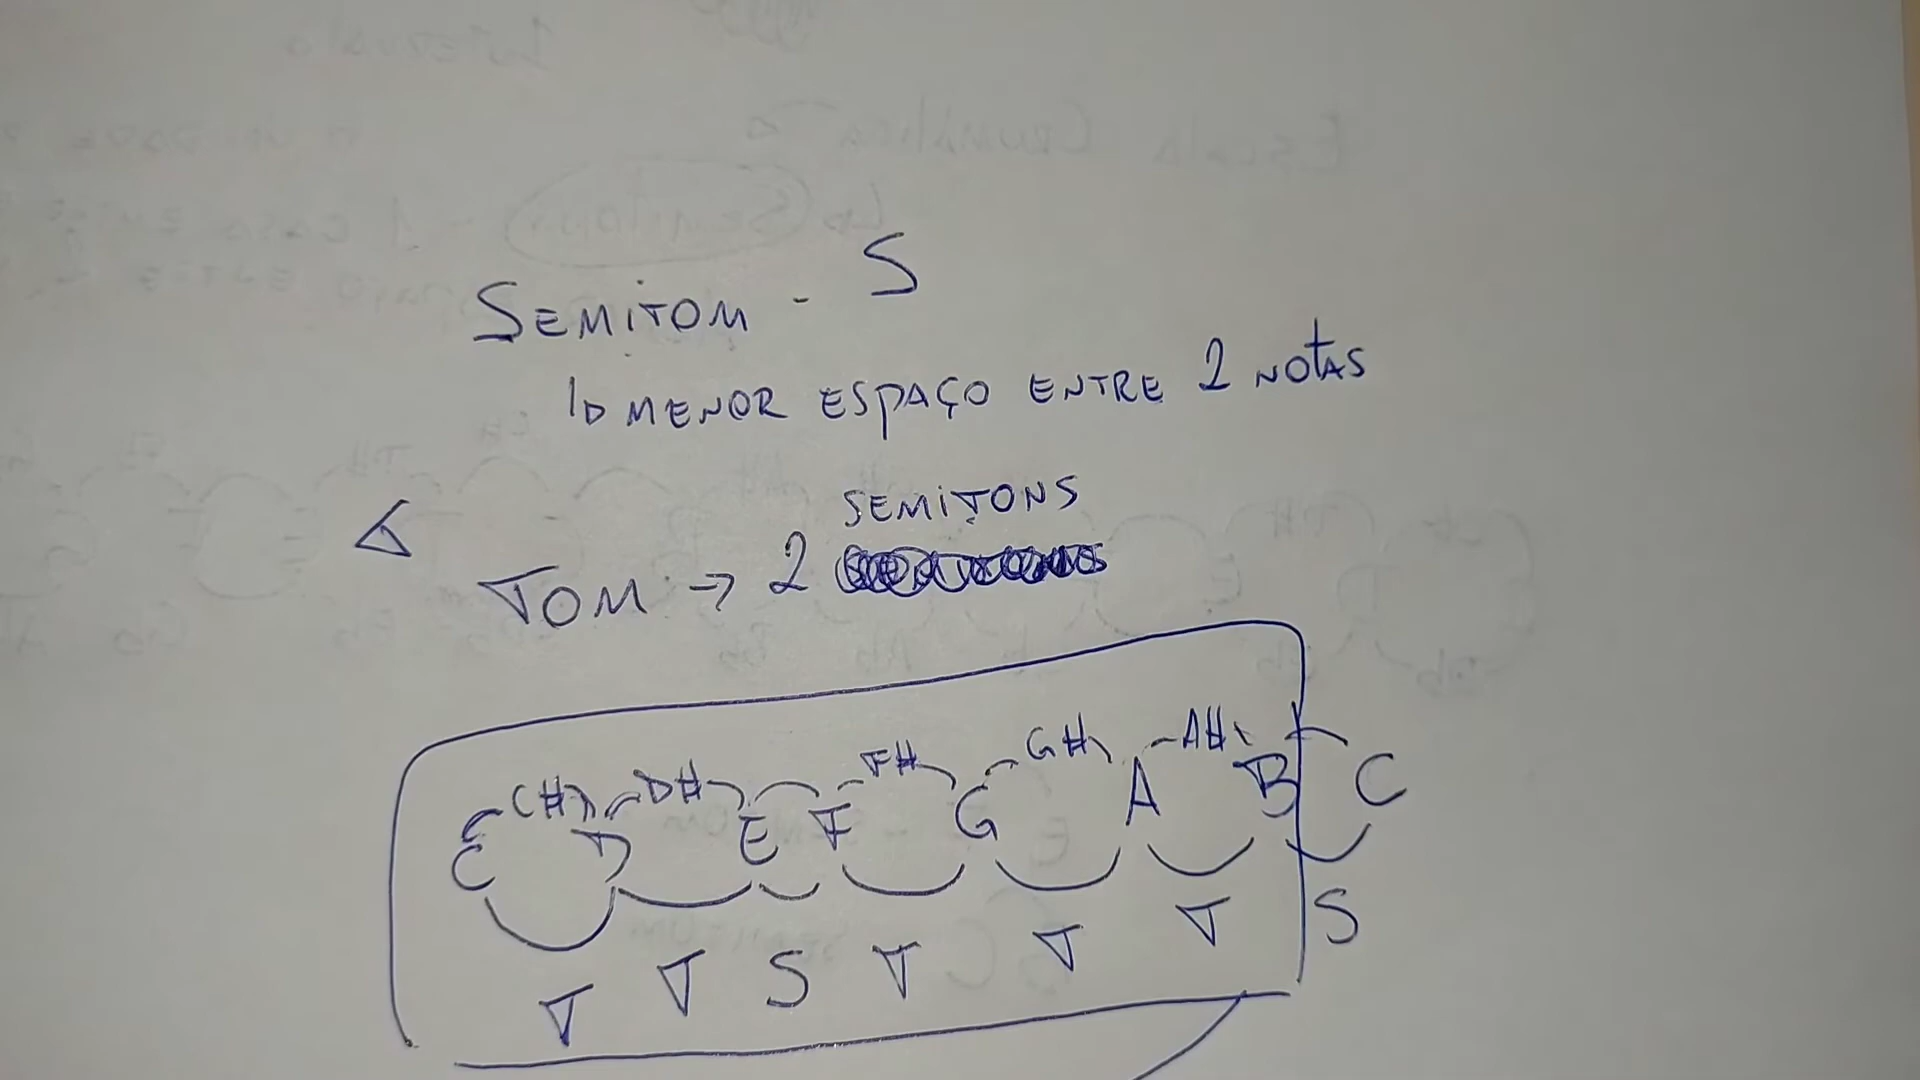 SEMITOM - S
MENOR ESPAÇO ENTRE 2 NOTAS
SEMITONS
TOM → 2
C# D# F# G# A#
C D E F G A B C
T T S T T T S